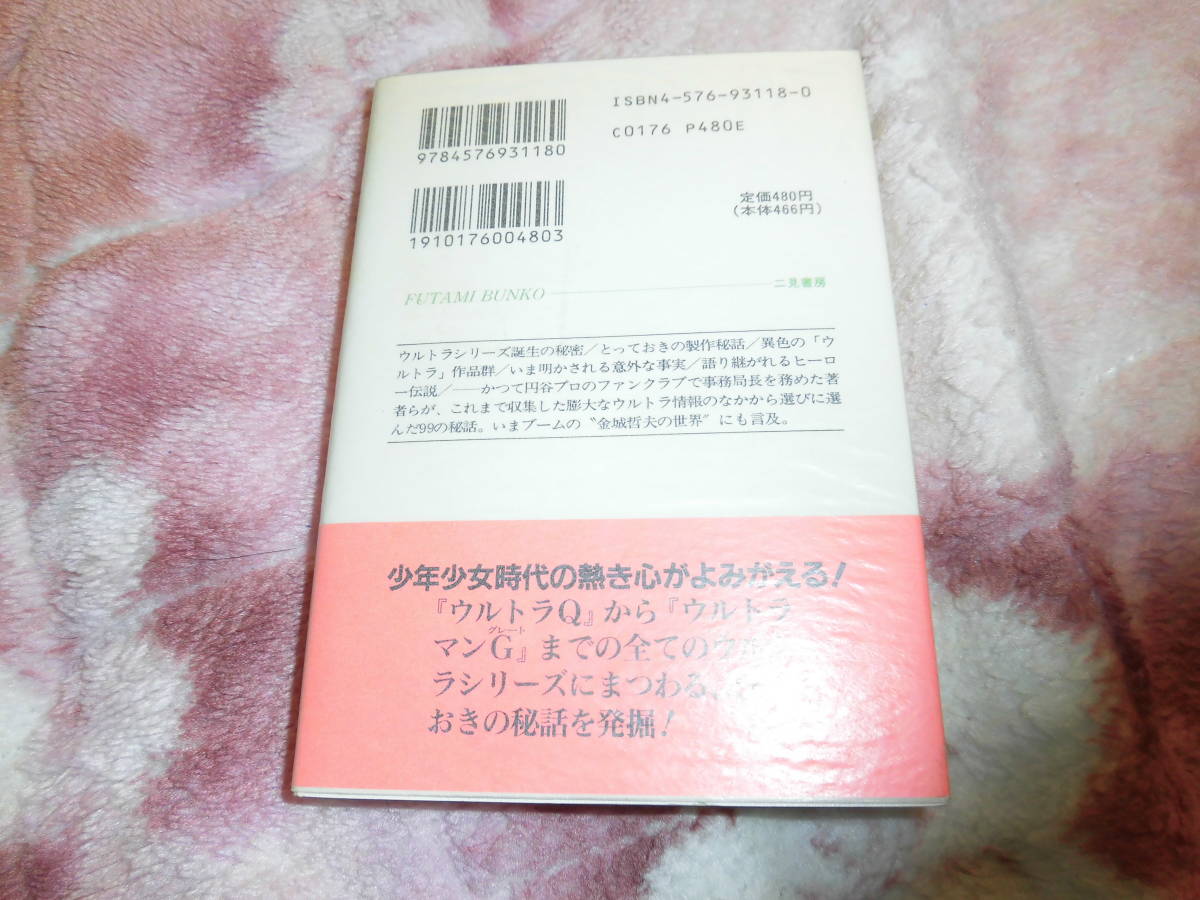 ISBN4-576-93118-0
C0176 P480E
9784576931180
定価480円
(本体466円)
1910176004803
FUTAMI BUNKO
二見書房
ウルトラシリーズ誕生の秘密／とっておきの製作秘話／異色の「ウ
ルトラ」作品群／いま明かされる意外な事実／語り継がれるヒーロ
ー伝説／――かつて円谷プロのファンクラブで事務局長を務めた著
者らが、これまで収集した膨大なウルトラ情報のなかから選びに選
んだ99の秘話。いまブームの〝金城哲夫の世界〟にも言及。
少年少女時代の熱き心がよみがえる！
『ウルトラQ』から『ウルトラ
グレート
マンG』までの全てのウル
ラシリーズにまつわる、
おきの秘話を発掘！